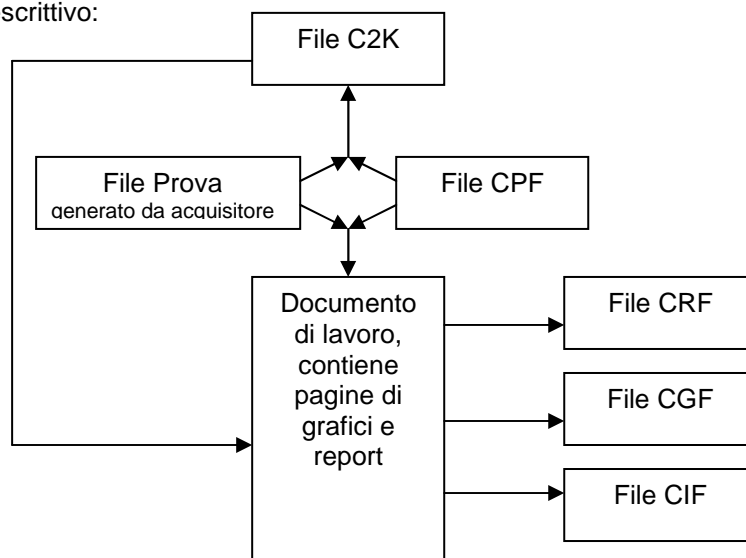 scrittivo:
File C2K
File Prova
generato da acquisitore
File CPF
Documento
di lavoro,
contiene
pagine di
grafici e
report
File CRF
File CGF
File CIF